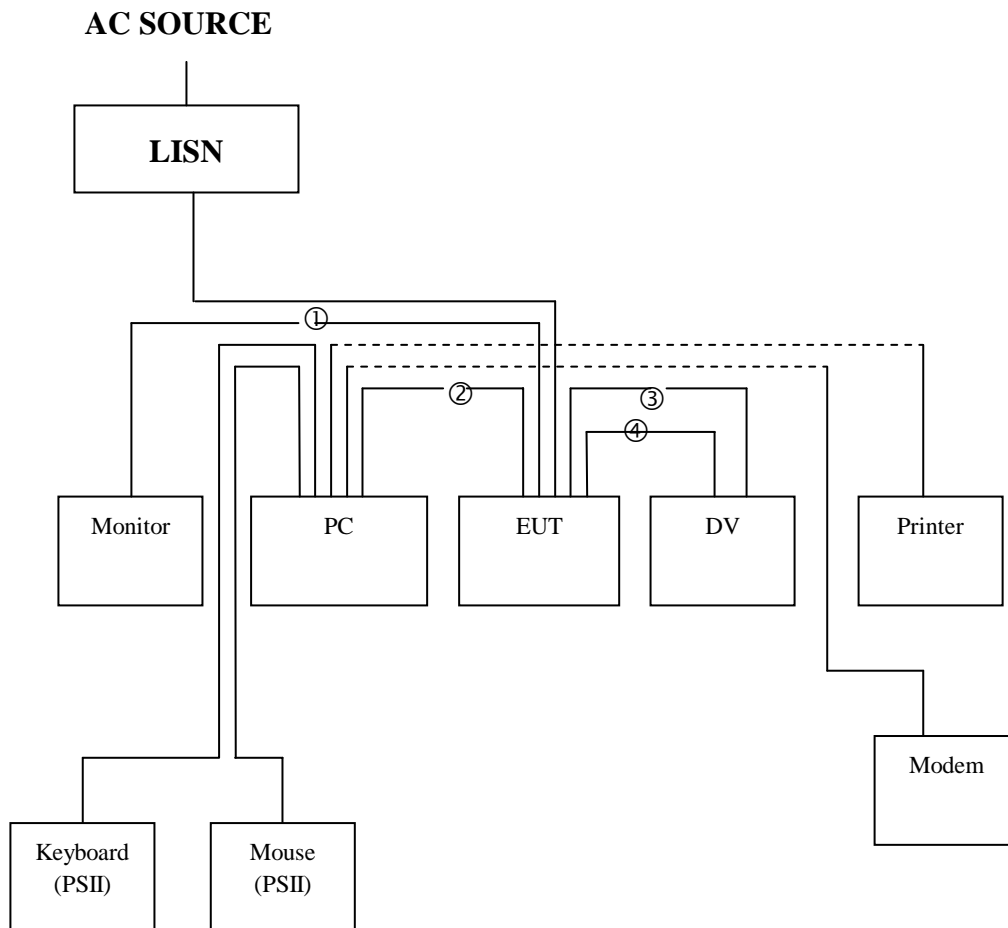 AC SOURCE
LISN
①
②
③
④
Monitor
PC
EUT
DV
Printer
Modem
Keyboard
(PSII)
Mouse
(PSII)